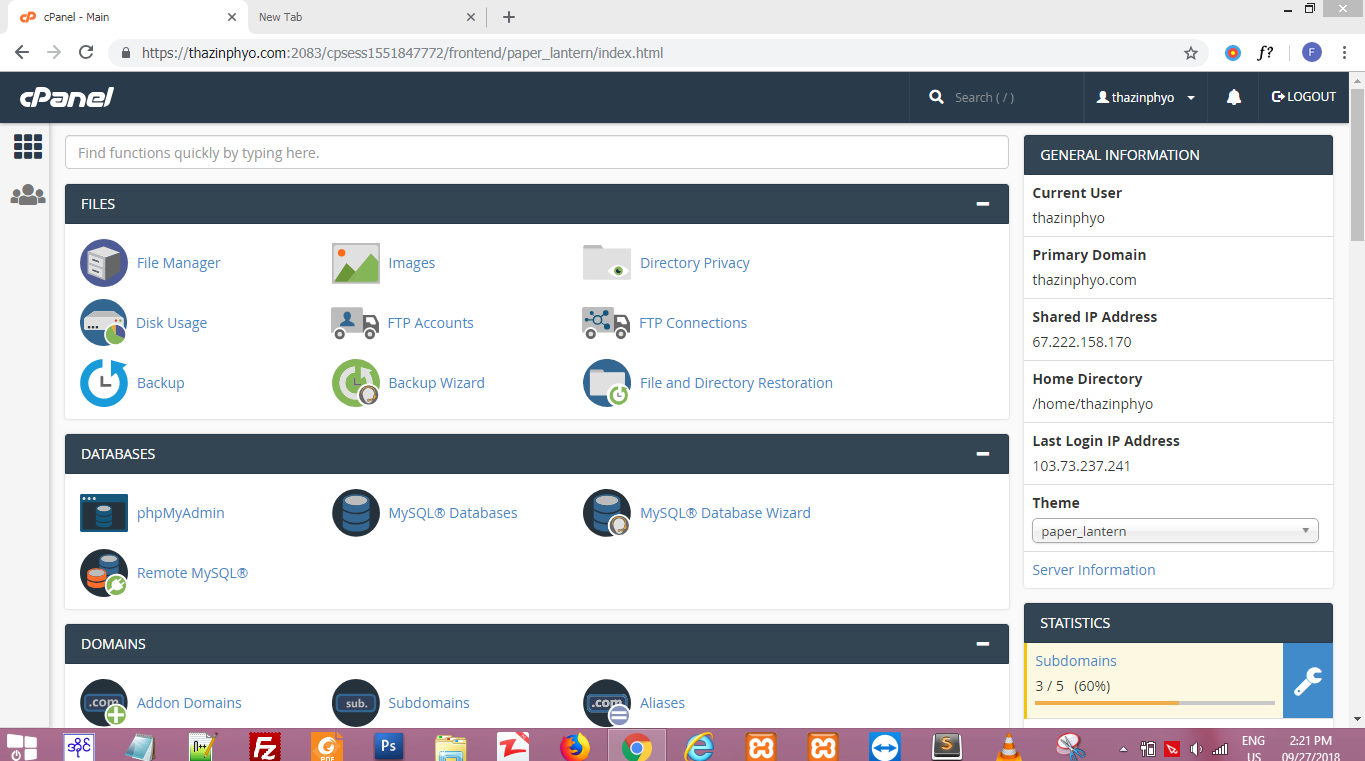 cPanel - Main
New Tab
https://thazinphyo.com:2083/cpsess1551847772/frontend/paper_lantern/index.html
f?
F
cPanel
Search ( / )
thazinphyo
LOGOUT
Find functions quickly by typing here.
FILES
File Manager
Images
Directory Privacy
Disk Usage
FTP Accounts
FTP Connections
Backup
Backup Wizard
File and Directory Restoration
DATABASES
phpMyAdmin
MySQL® Databases
MySQL® Database Wizard
Remote MySQL®
DOMAINS
.com
Addon Domains
sub.
Subdomains
.com
Aliases
GENERAL INFORMATION
Current User
thazinphyo
Primary Domain
thazinphyo.com
Shared IP Address
67.222.158.170
Home Directory
/home/thazinphyo
Last Login IP Address
103.73.237.241
Theme
paper_lantern
Server Information
STATISTICS
Subdomains
3 / 5 (60%)
Ps
PDF
S
ENG
US
2:21 PM
09/27/2018